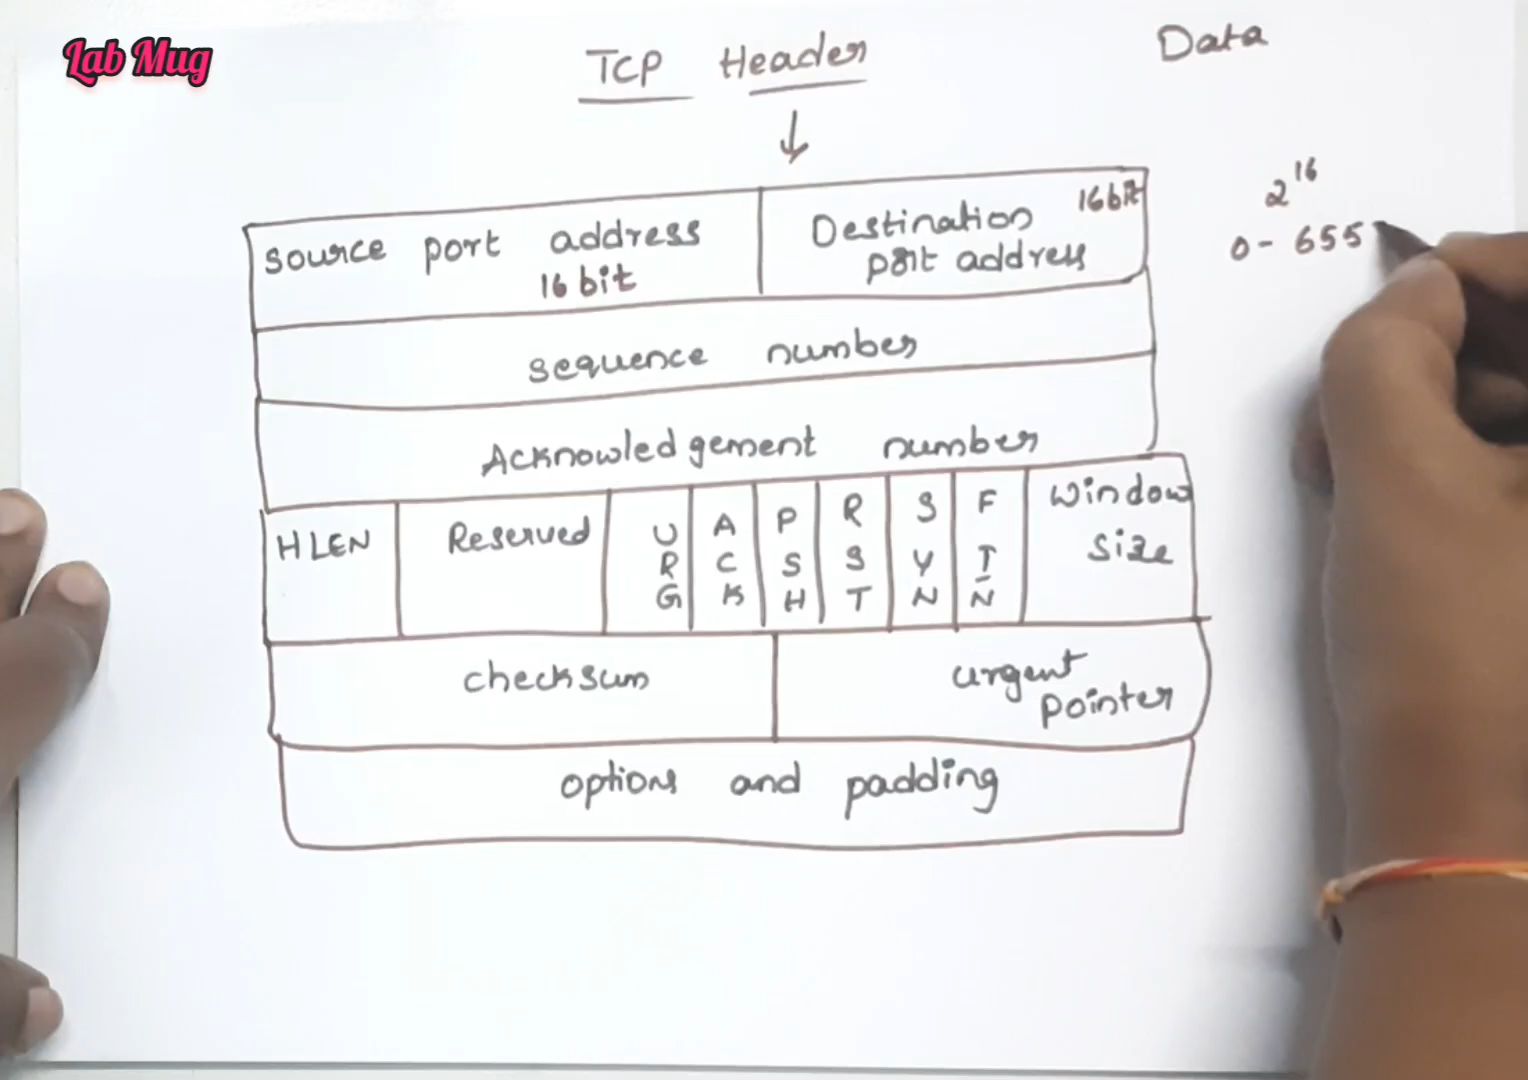 Lab Mug
TCP Header
Data
2^16
0 - 655
source port address
16 bit
Destination 16 bit
port address
sequence number
Acknowledgement number
HLEN
Reserved
URG
ACK
PSH
RST
SYN
FIN
window
size
checksum
urgent
pointer
options and padding